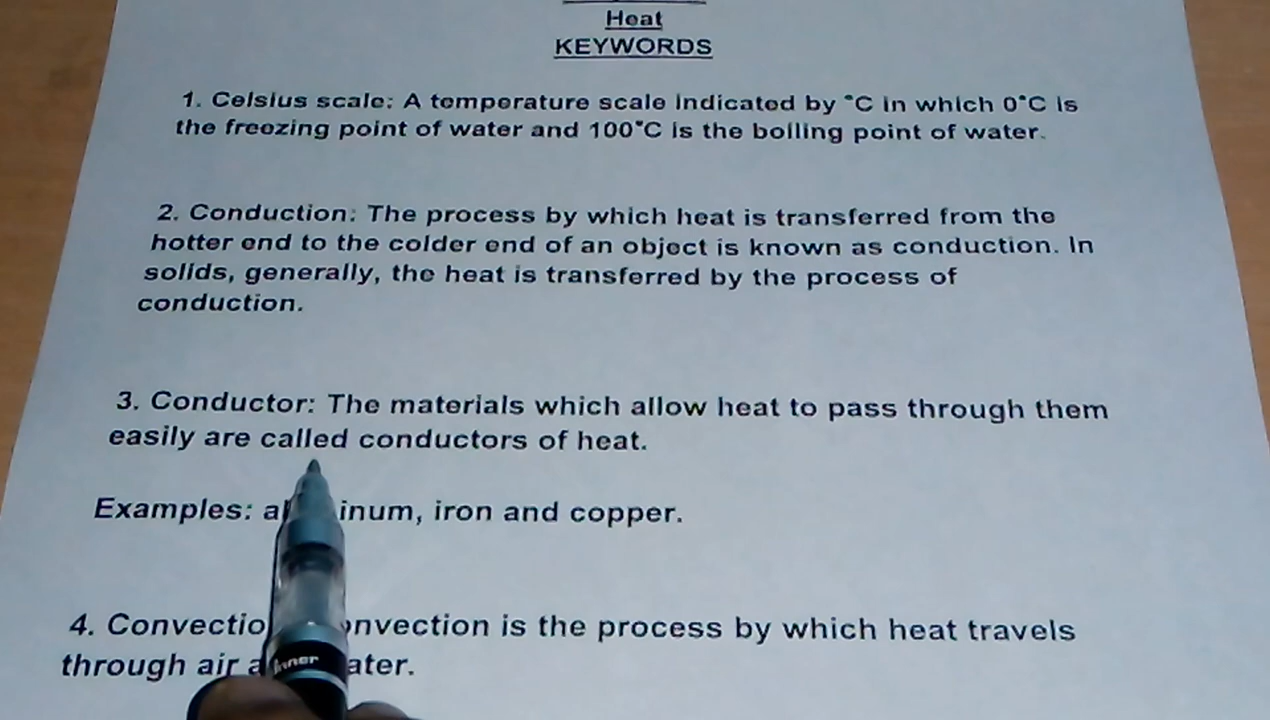 Heat
KEYWORDS
1. Celsius scale: A temperature scale indicated by °C in which 0°C is
the freezing point of water and 100°C is the boiling point of water.
2. Conduction: The process by which heat is transferred from the
hotter end to the colder end of an object is known as conduction. In
solids, generally, the heat is transferred by the process of
conduction.
3. Conductor: The materials which allow heat to pass through them
easily are called conductors of heat.
Examples: iron and copper.
4. is the process by which heat travels
through air